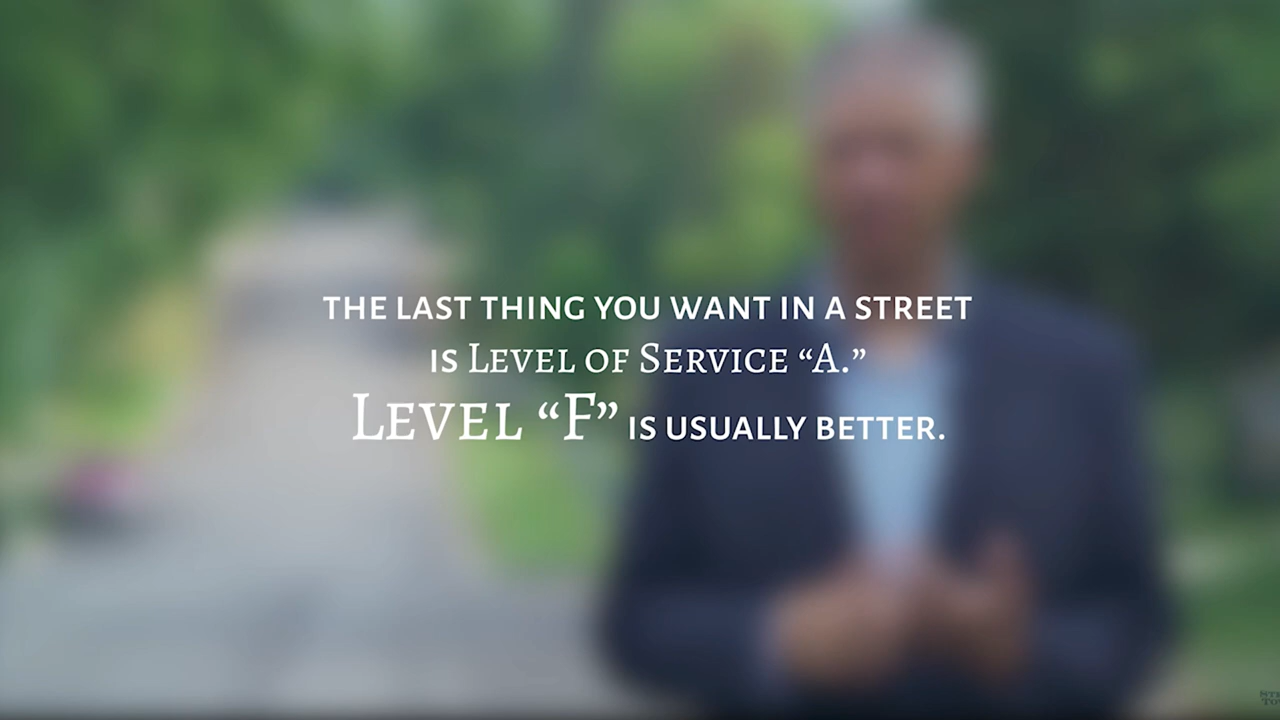 THE LAST THING YOU WANT IN A STREET
IS LEVEL OF SERVICE “A.”
LEVEL “F” IS USUALLY BETTER.